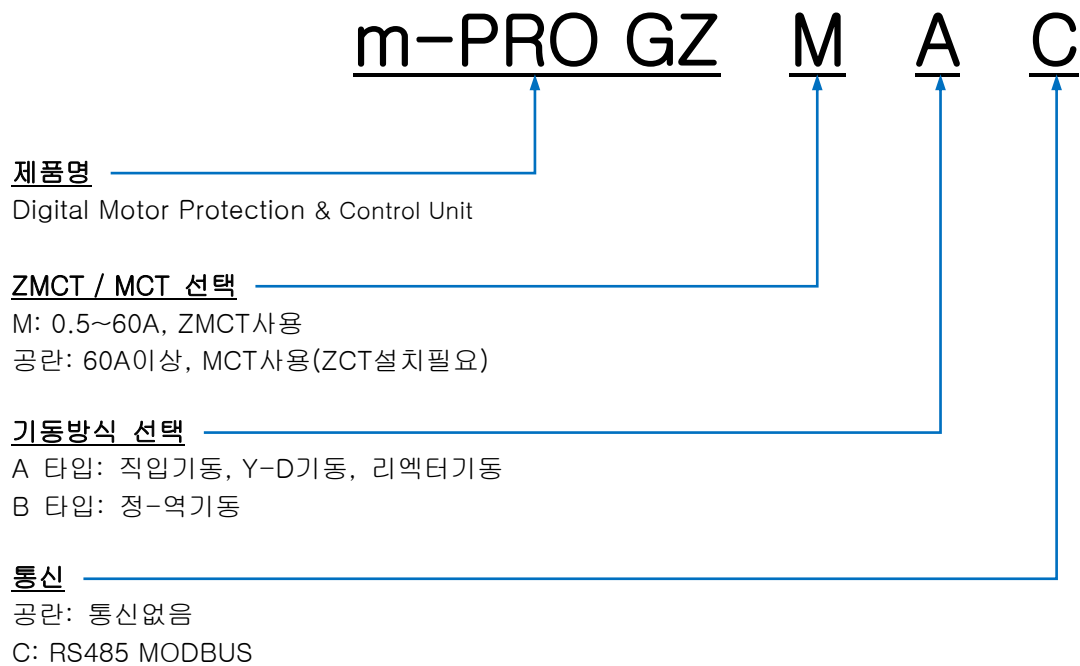 m-PRO GZ M A C
제품명
Digital Motor Protection & Control Unit
ZMCT / MCT 선택
M: 0.5~60A, ZMCT사용
공란: 60A이상, MCT사용(ZCT설치필요)
기동방식 선택
A 타입: 직입기동, Y-D기동, 리엑터기동
B 타입: 정-역기동
통신
공란: 통신없음
C: RS485 MODBUS